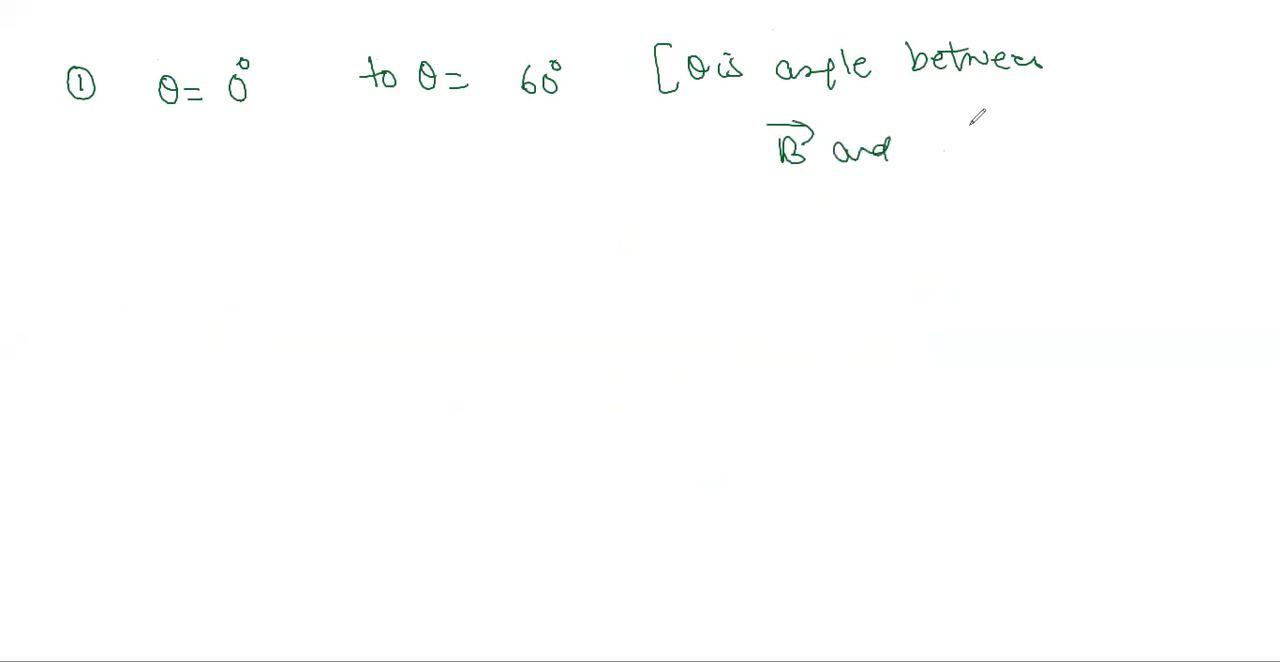 ① θ = 0° to θ = 60° [θ is angle between
B⃗ and